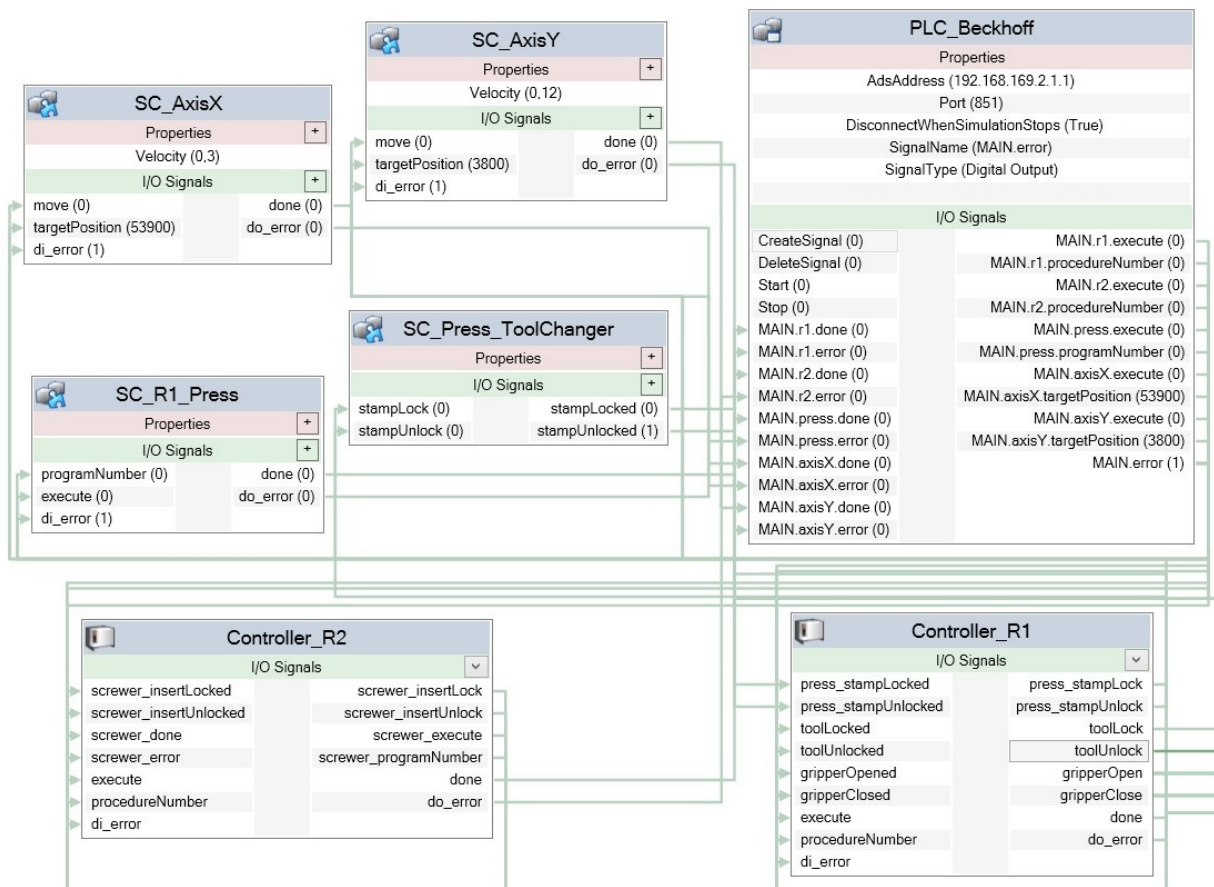 SC_AxisX
Properties +
Velocity (0,3)
I/O Signals +
move (0) done (0)
targetPosition (53900) do_error (0)
di_error (1)
SC_AxisY
Properties +
Velocity (0,12)
I/O Signals +
move (0) done (0)
targetPosition (3800) do_error (0)
di_error (1)
PLC_Beckhoff
Properties
AdsAddress (192.168.169.2.1.1)
Port (851)
DisconnectWhenSimulationStops (True)
SignalName (MAIN.error)
SignalType (Digital Output)
I/O Signals
CreateSignal (0) MAIN.r1.execute (0)
DeleteSignal (0) MAIN.r1.procedureNumber (0)
Start (0) MAIN.r2.execute (0)
Stop (0) MAIN.r2.procedureNumber (0)
MAIN.r1.done (0) MAIN.press.execute (0)
MAIN.r1.error (0) MAIN.press.programNumber (0)
MAIN.r2.done (0) MAIN.axisX.execute (0)
MAIN.r2.error (0) MAIN.axisX.targetPosition (53900)
MAIN.press.done (0) MAIN.axisY.execute (0)
MAIN.press.error (0) MAIN.axisY.targetPosition (3800)
MAIN.axisX.done (0) MAIN.error (1)
MAIN.axisX.error (0)
MAIN.axisY.done (0)
MAIN.axisY.error (0)
SC_Press_ToolChanger
Properties +
I/O Signals +
stampLock (0) stampLocked (0)
stampUnlock (0) stampUnlocked (1)
SC_R1_Press
Properties +
I/O Signals +
programNumber (0) done (0)
execute (0) do_error (0)
di_error (1)
Controller_R2
I/O Signals
screwer_insertLocked screwer_insertLock
screwer_insertUnlocked screwer_insertUnlock
screwer_done screwer_execute
screwer_error screwer_programNumber
execute done
procedureNumber do_error
di_error
Controller_R1
I/O Signals
press_stampLocked press_stampLock
press_stampUnlocked press_stampUnlock
toolLocked toolLock
toolUnlocked toolUnlock
gripperOpened gripperOpen
gripperClosed gripperClose
execute done
procedureNumber do_error
di_error